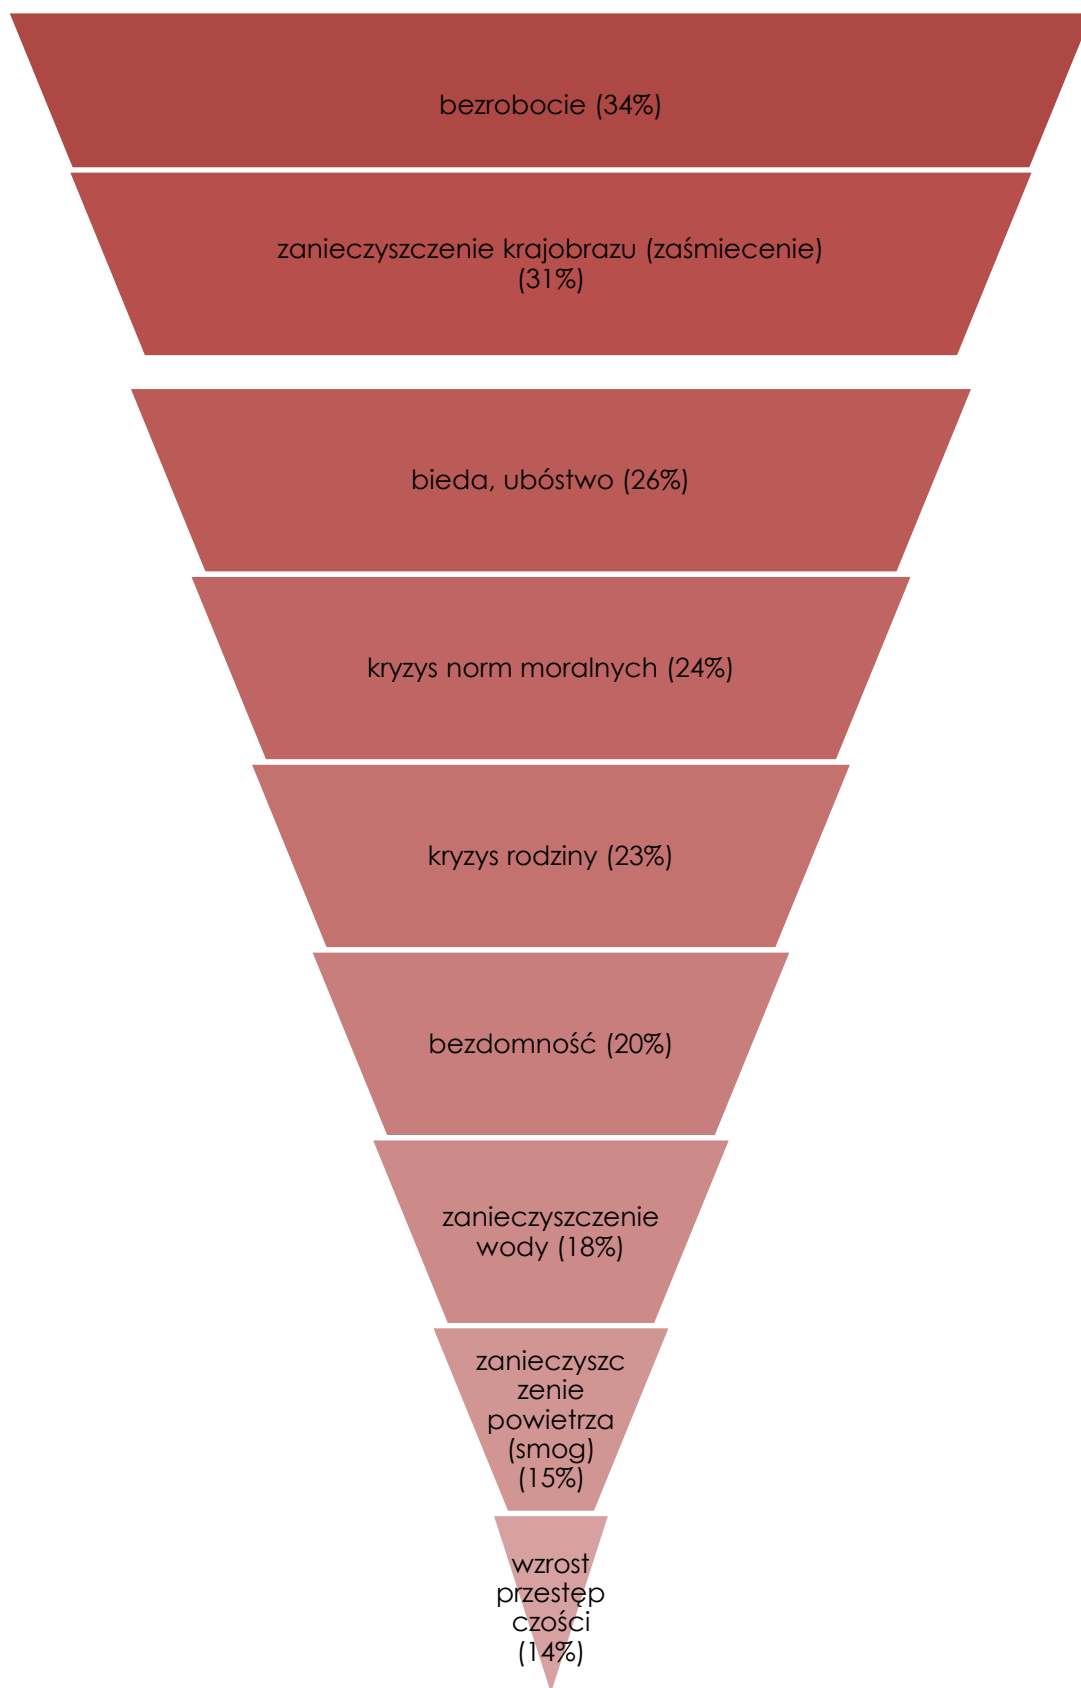 bezrobocie (34%)
zanieczyszczenie krajobrazu (zaśmiecenie)
(31%)
bieda, ubóstwo (26%)
kryzys norm moralnych (24%)
kryzys rodziny (23%)
bezdomność (20%)
zanieczyszczenie
wody (18%)
zanieczyszc
zenie
powietrza
(smog)
(15%)
wzrost
przestęp
czości
(14%)